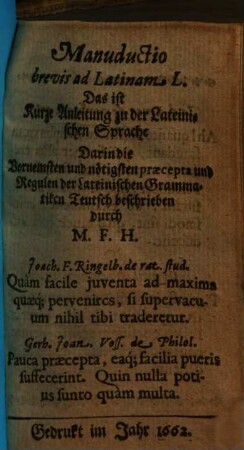 Manuductio
brevis ad Latinam L.
Das ist
Kurze Anleitung zu der Lateini-
schen Sprache
Darin die
Vornemsten und nötigsten præcepta und
Regulen der Lateinischen Gramma-
tiken Teutsch beschrieben
durch
M. F. H.
Joach. F. Ringelb. de rat. stud.
Quàm facile juventa ad maxima
quæq; perveniret, si supervacu-
um nihil tibi traderetur.
Gerh. Joan. Voss. de Philol.
Pauca præcepta, eaq; facilia pueris
suffecerint. Quin nulla poti-
us sunto quàm multa.
Gedrukt im Jahr 1662.